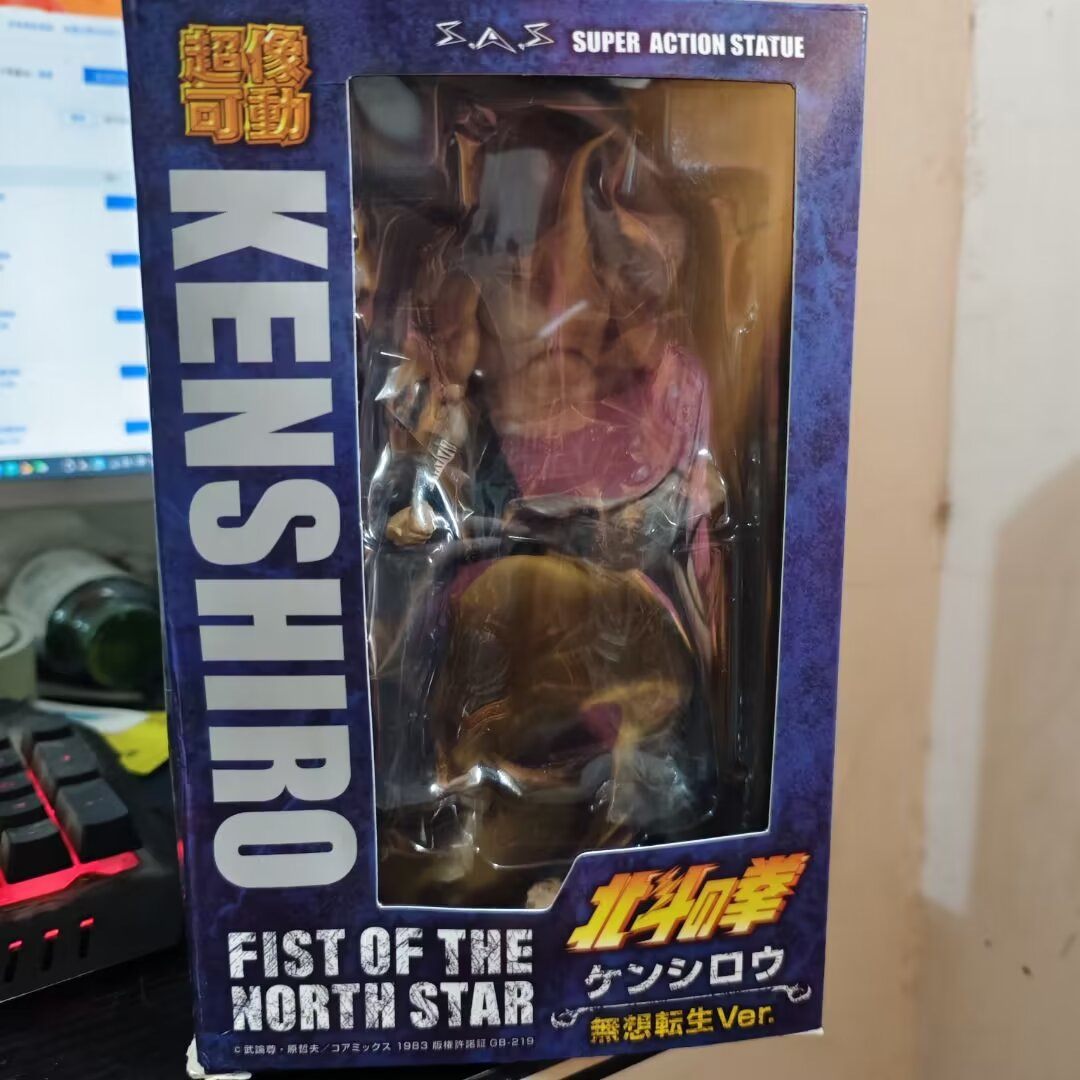 超像
可動
S.A.S SUPER ACTION STATUE
KENSHIRO
北斗の拳
ケンシロウ
無想転生Ver.
FIST OF THE
NORTH STAR
©武論尊・原哲夫/コアミックス 1983 版権許諾証 GB-219